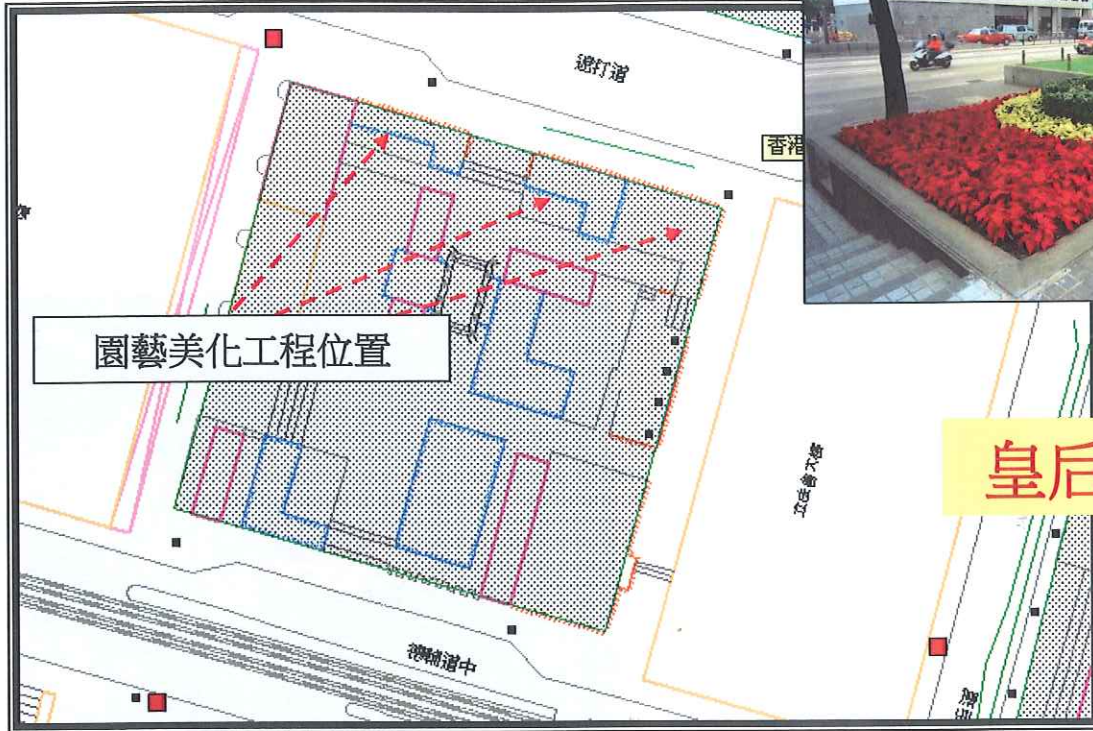 遮打道
香港
園藝美化工程位置
立法會大樓
皇后
德輔道中